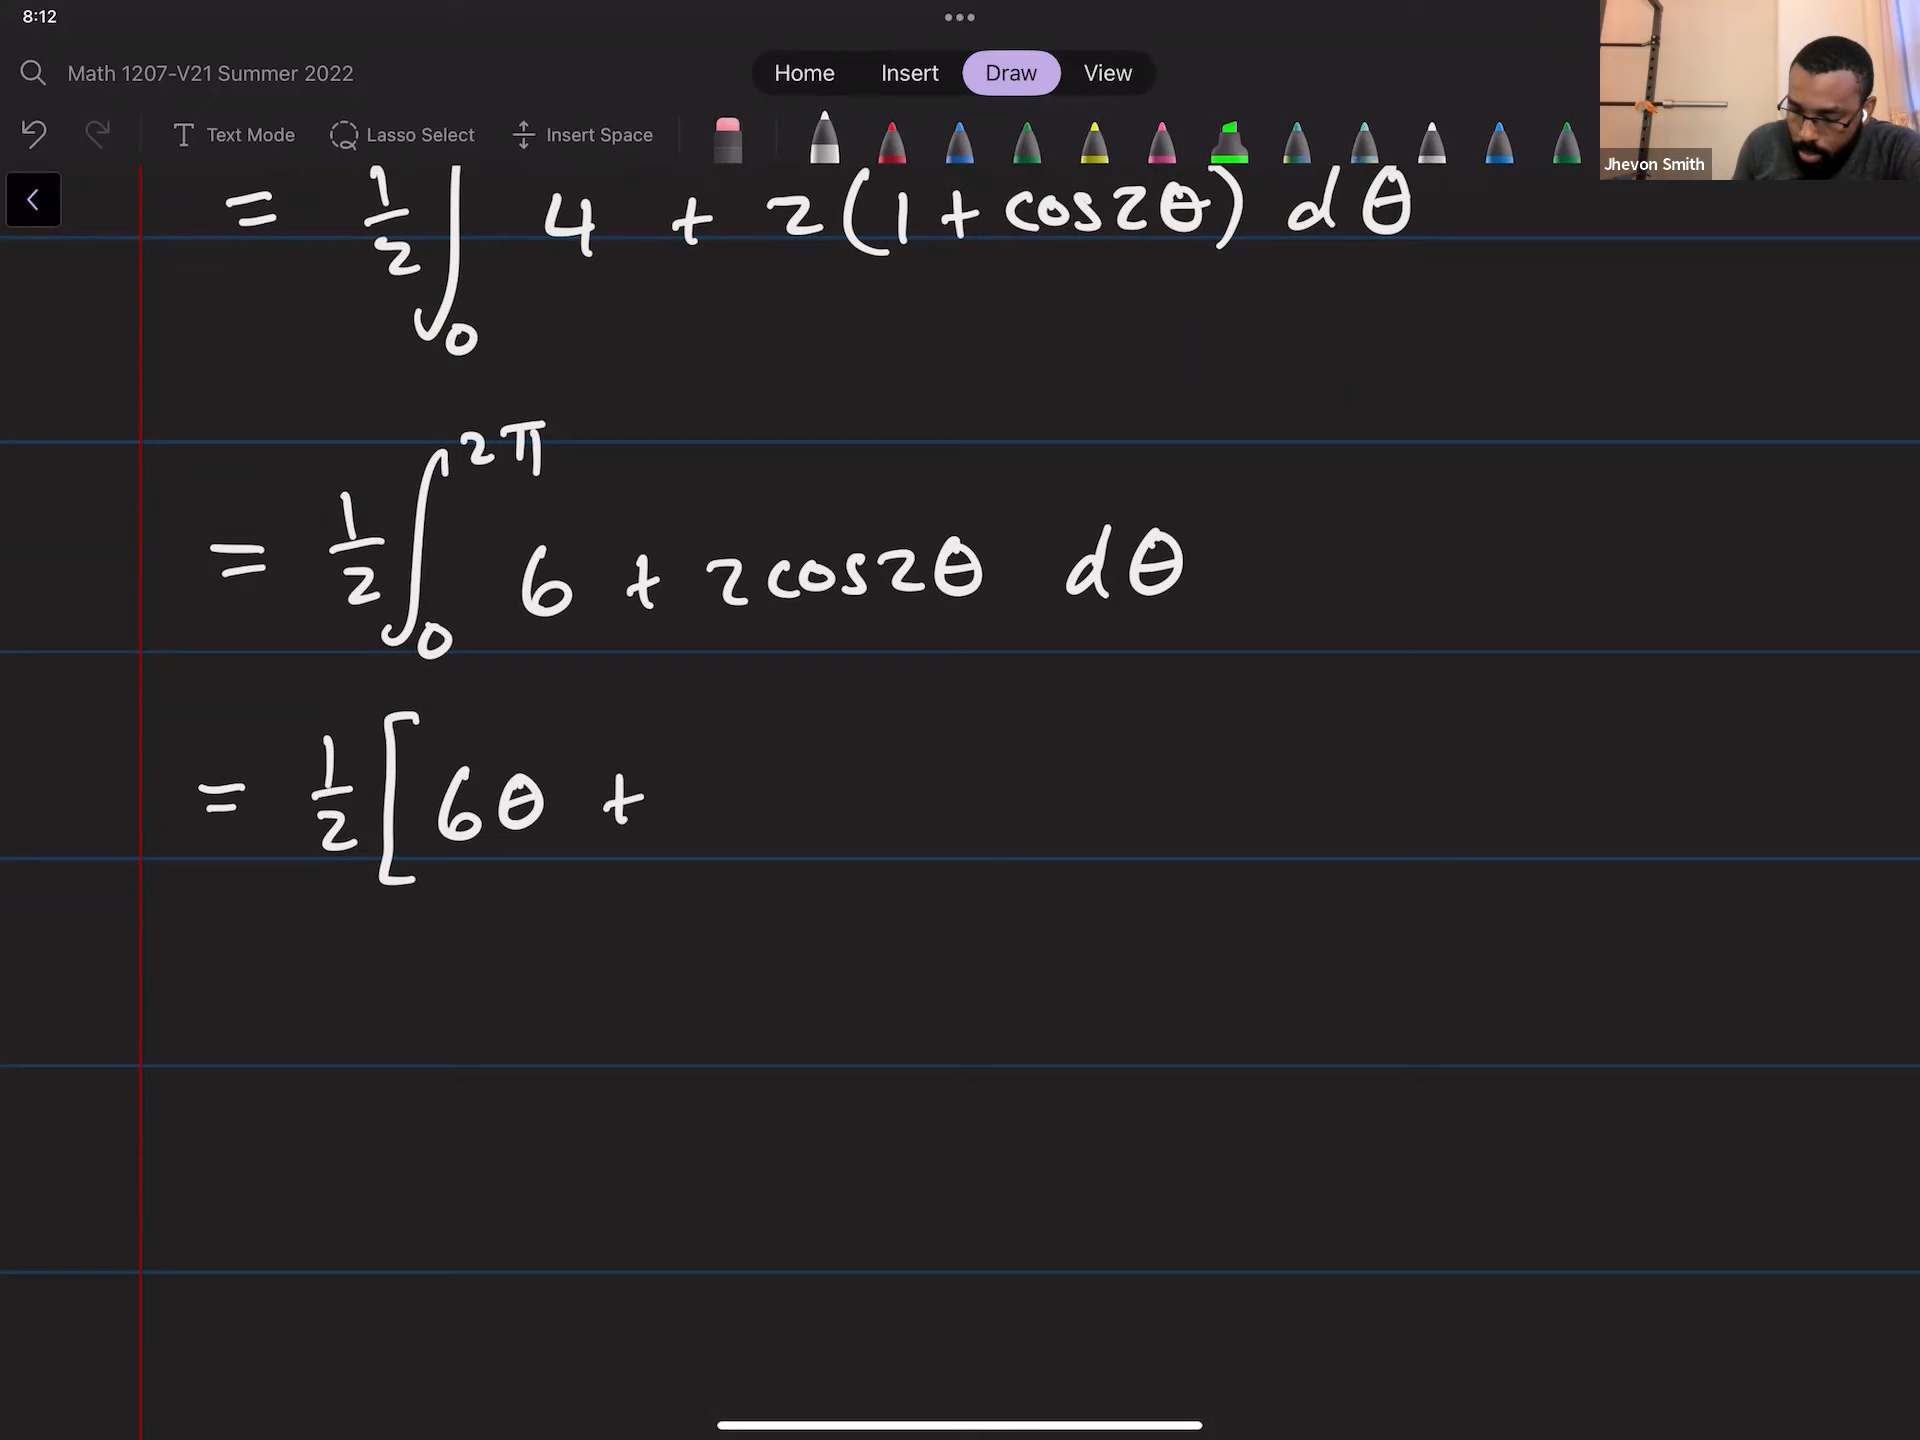 8:12
Math 1207-V21 Summer 2022
Home Insert Draw View
Text Mode Lasso Select Insert Space
Jhevon Smith
= 1/2 ∫₀ 4 + 2(1 + cos2θ) dθ
= 1/2 ∫₀^2π 6 + 2cos2θ dθ
= 1/2 [ 6θ +